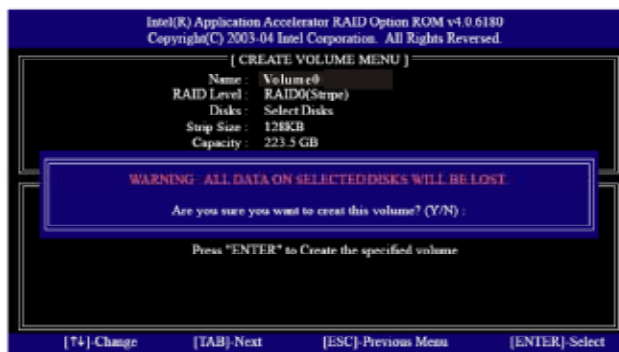 Intel(R) Application Accelerator RAID Option ROM v4.0.6180
Copyright(C) 2003-04 Intel Corporation. All Rights Reversed.
[ CREATE VOLUME MENU ]
Name : Volume0
RAID Level : RAID0(Stripe)
Disks : Select Disks
Strip Size : 128KB
Capacity : 223.5 GB
WARNING : ALL DATA ON SELECTED DISKS WILL BE LOST.
Are you sure you want to creat this volume? (Y/N) :
Press "ENTER" to Create the specified volume
[↑↓]-Change [TAB]-Next [ESC]-Previous Menu [ENTER]-Select